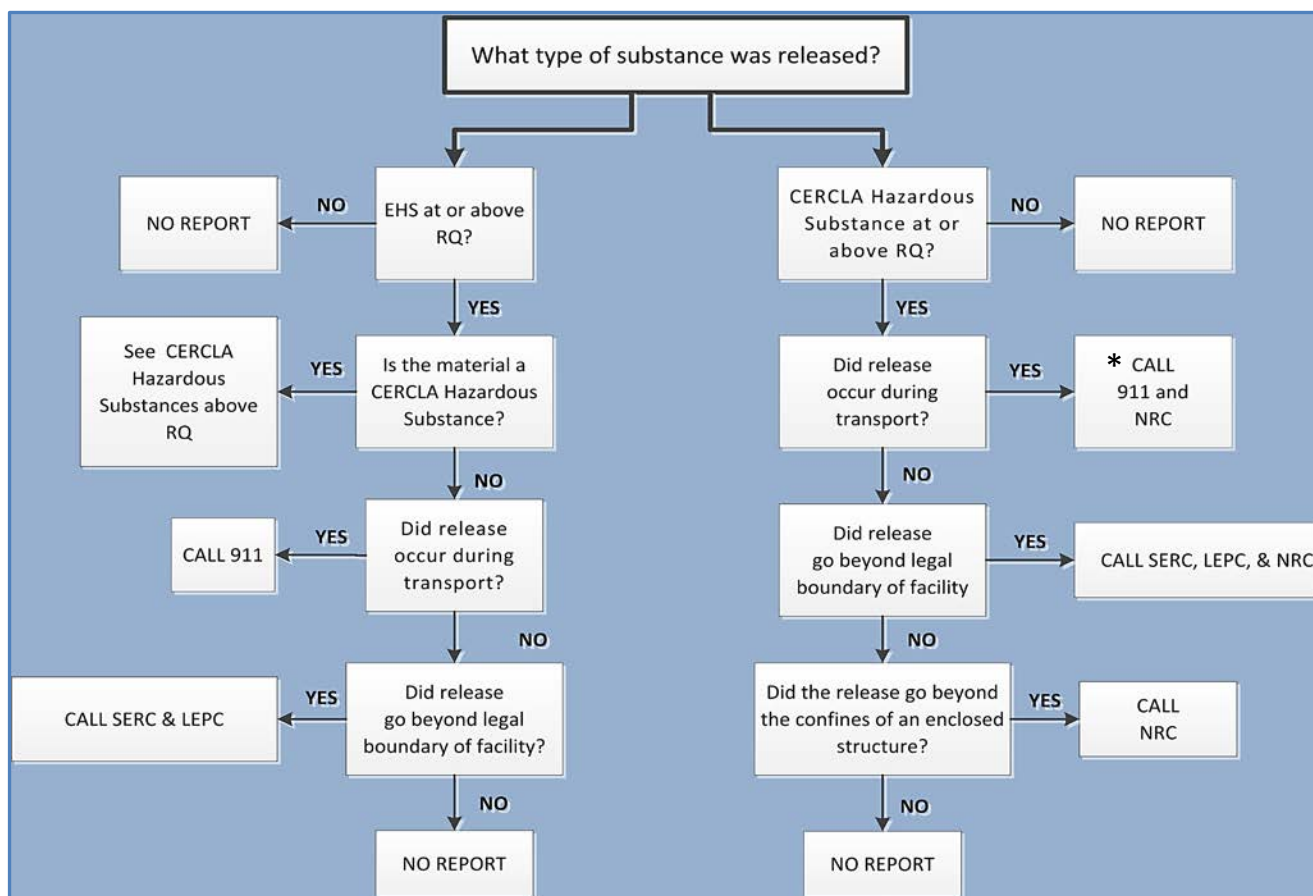 What type of substance was released?
NO REPORT
NO
EHS at or above
RQ?
CERCLA Hazardous
Substance at or
above RQ?
NO
NO REPORT
YES
YES
See CERCLA
Hazardous
Substances above
RQ
YES
Is the material a
CERCLA Hazardous
Substance?
Did release
occur during
transport?
YES
* CALL
911 and
NRC
NO
NO
CALL 911
YES
Did release
occur during
transport?
Did release
go beyond legal
boundary of facility
YES
CALL SERC, LEPC, & NRC
NO
NO
CALL SERC & LEPC
YES
Did release
go beyond legal
boundary of facility?
Did the release go beyond
the confines of an enclosed
structure?
YES
CALL
NRC
NO
NO
NO REPORT
NO REPORT